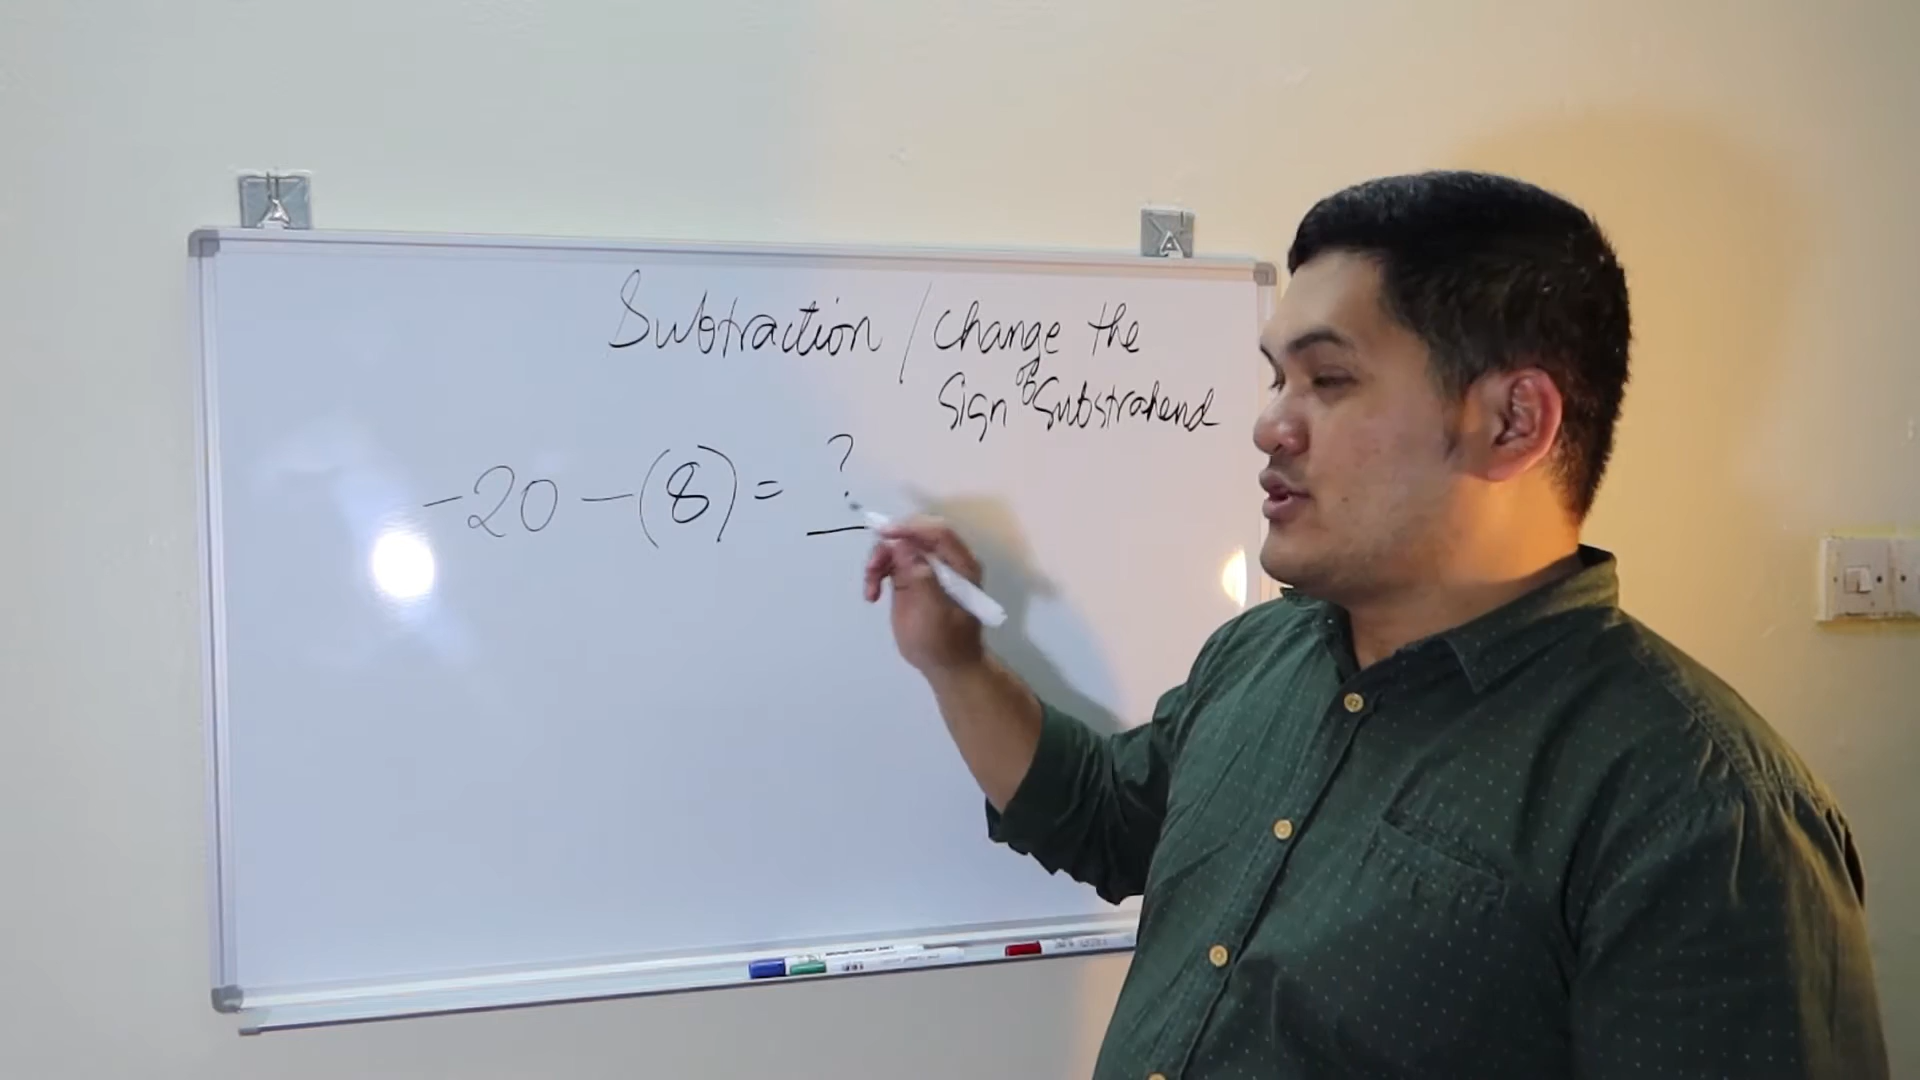 Subtraction / Change the
Sign of Substrahend
-20 - (8) = ?